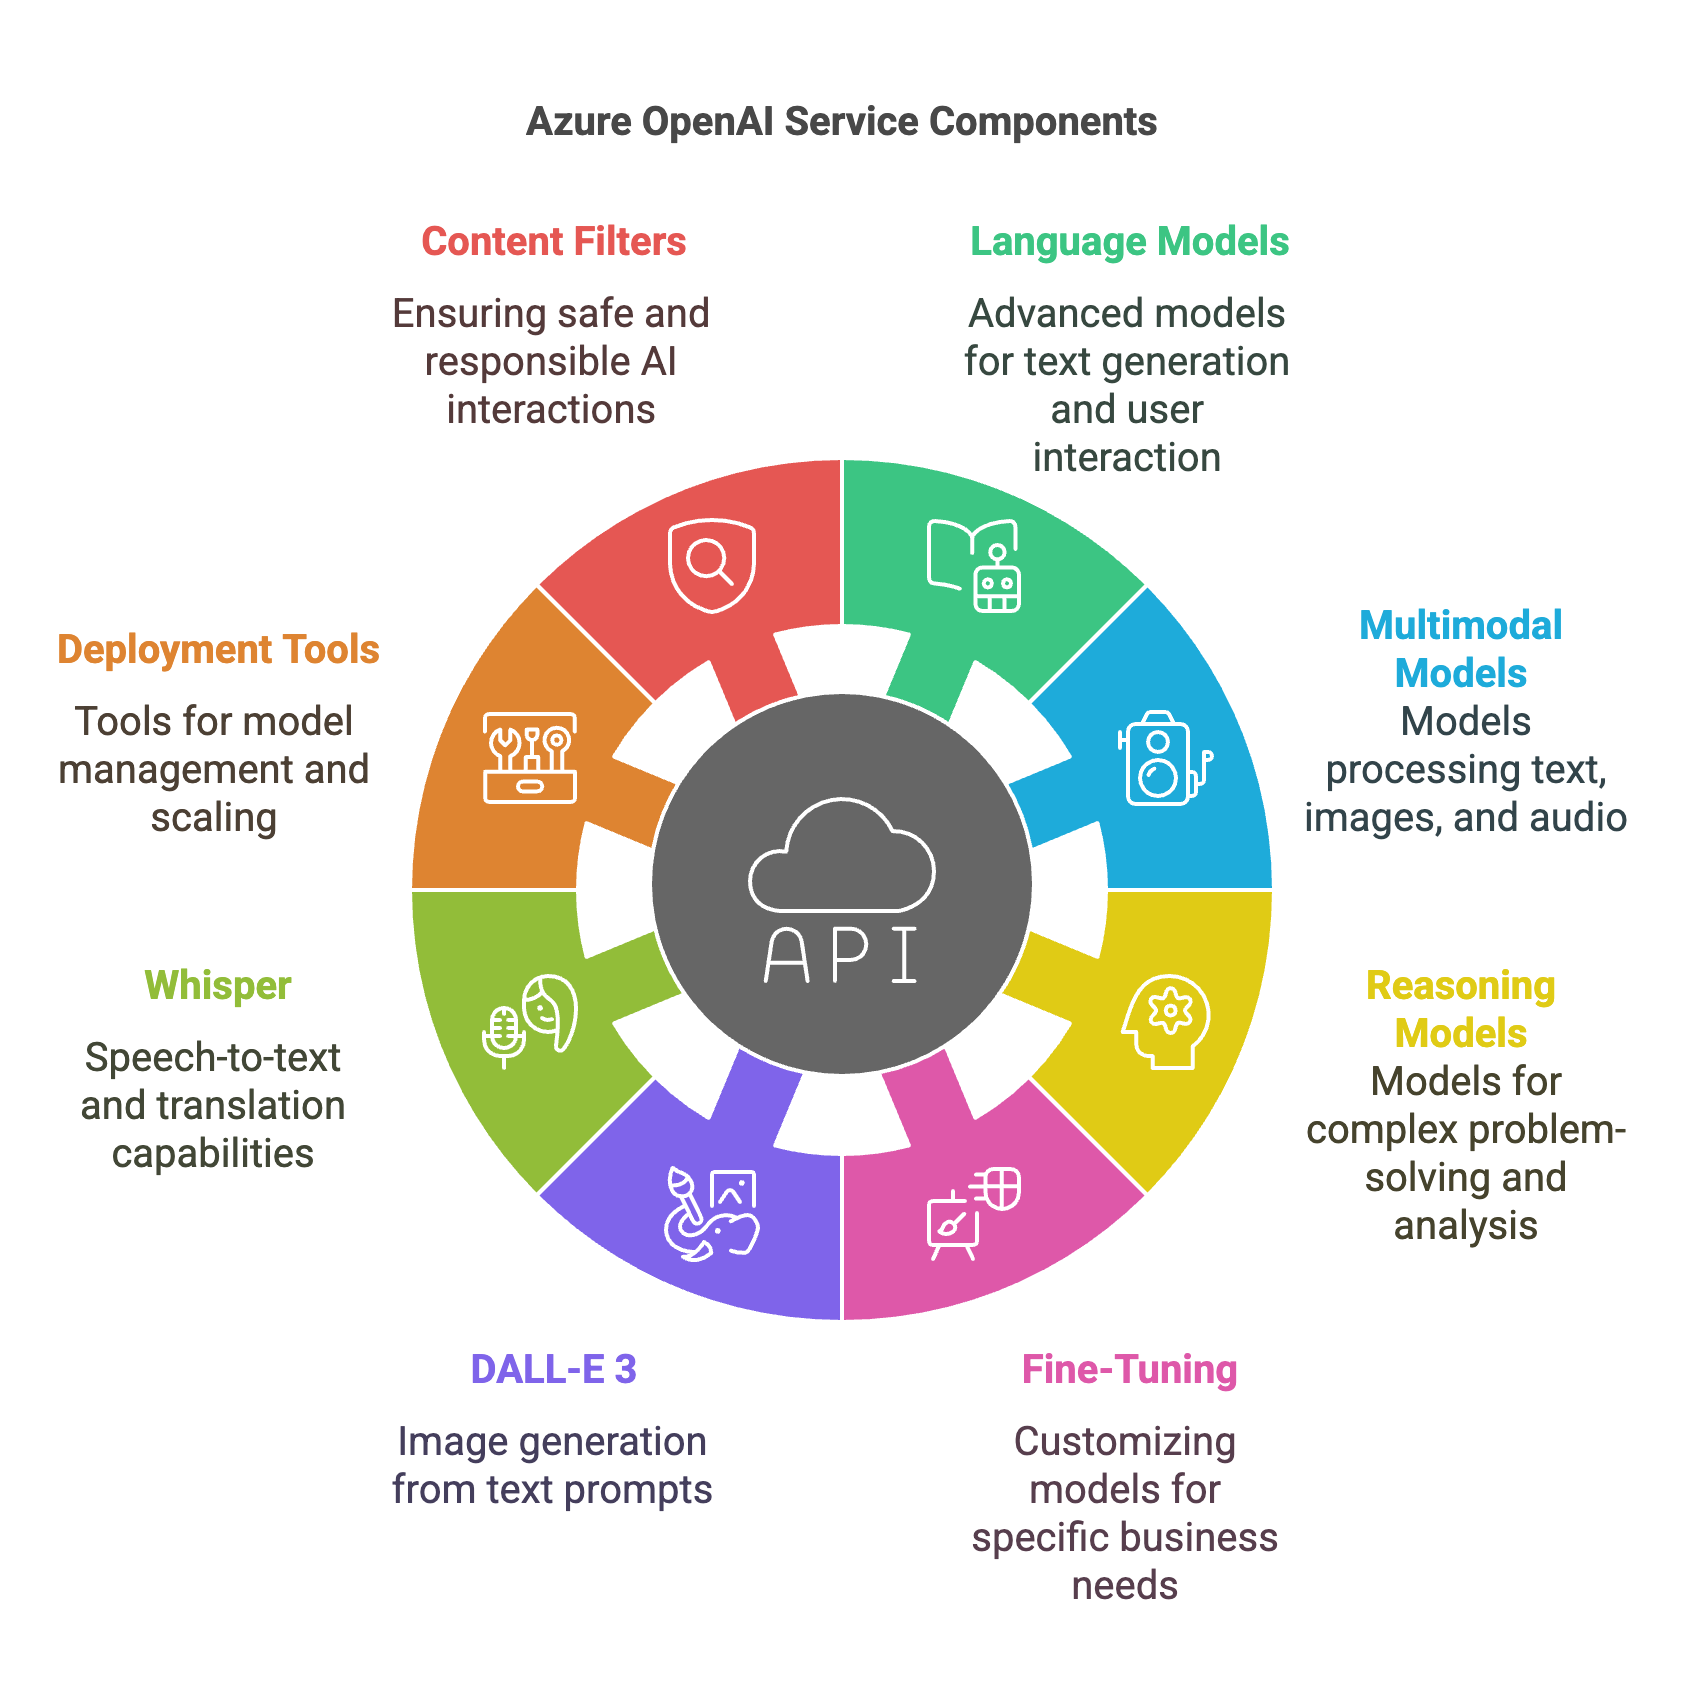 Azure OpenAI Service Components
Content Filters
Ensuring safe and
responsible AI
interactions
Language Models
Advanced models
for text generation
and user
interaction
Multimodal
Models
Models
processing text,
images, and audio
Reasoning
Models
Models for
complex problem-
solving and
analysis
Fine-Tuning
Customizing
models for
specific business
needs
DALL-E 3
Image generation
from text prompts
Whisper
Speech-to-text
and translation
capabilities
Deployment Tools
Tools for model
management and
scaling
API